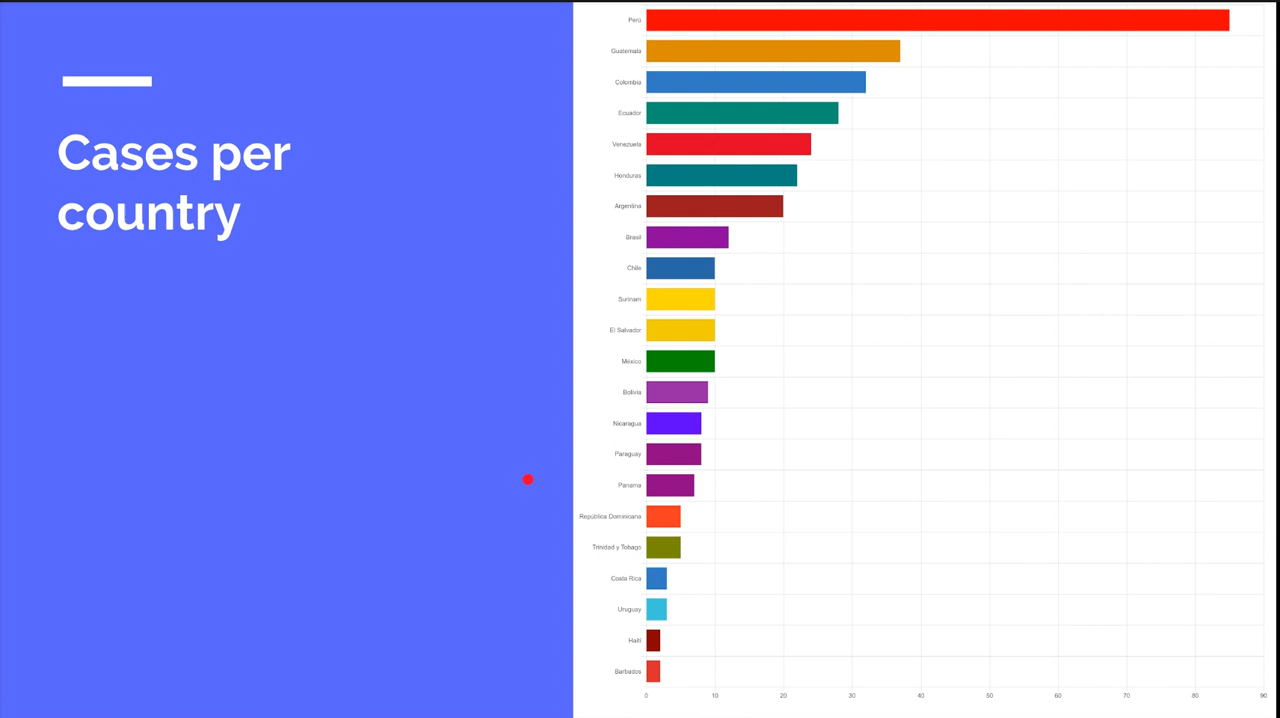 Cases per
country
Perú
Guatemala
Colombia
Ecuador
Venezuela
Honduras
Argentina
Brasil
Chile
Surinam
El Salvador
México
Bolivia
Nicaragua
Paraguay
Panama
República Dominicana
Trinidad y Tobago
Costa Rica
Uruguay
Haití
Barbados
0 10 20 30 40 50 60 70 80 90